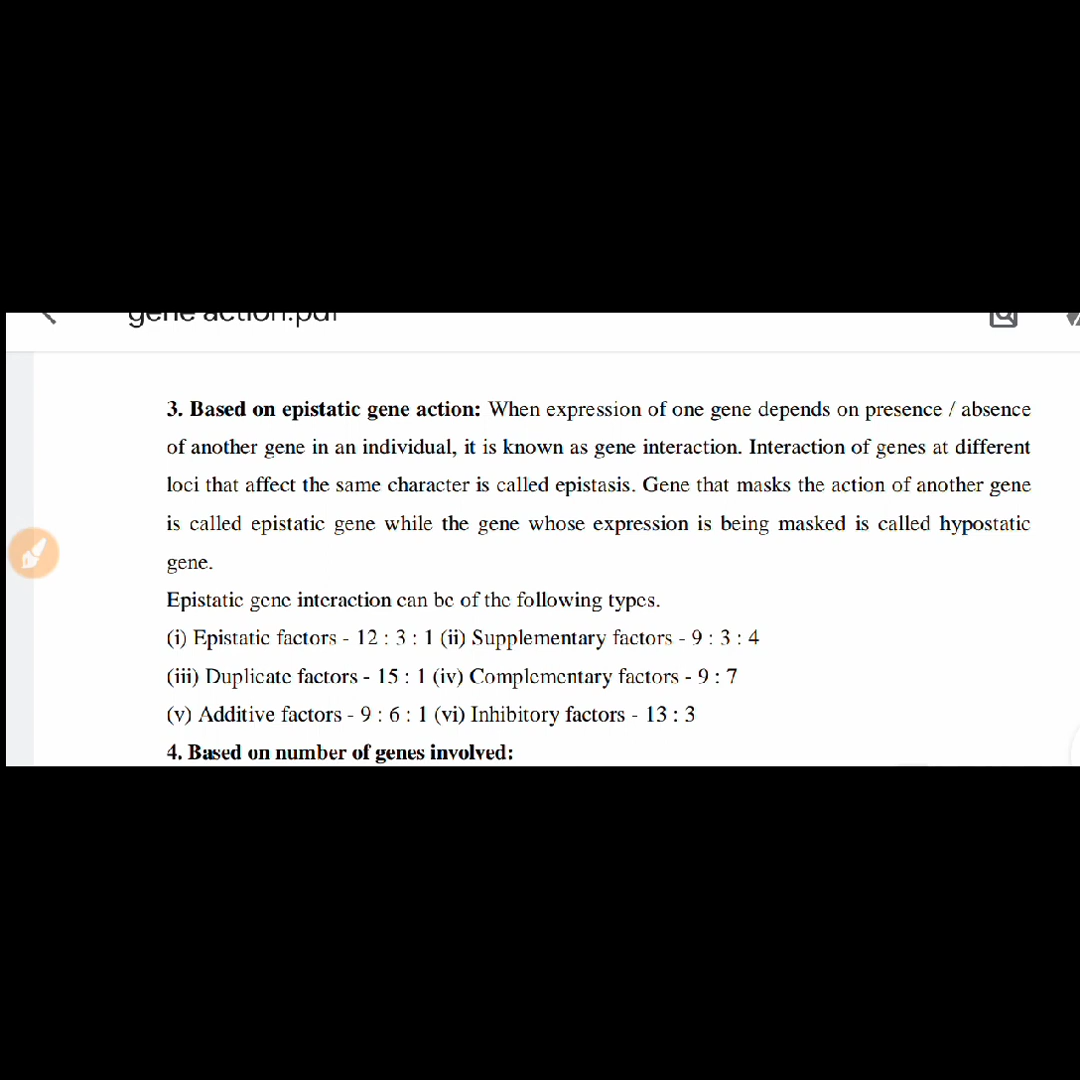 gene action.pdf
3. Based on epistatic gene action: When expression of one gene depends on presence / absence
of another gene in an individual, it is known as gene interaction. Interaction of genes at different
loci that affect the same character is called epistasis. Gene that masks the action of another gene
is called epistatic gene while the gene whose expression is being masked is called hypostatic
gene.
Epistatic gene interaction can be of the following types.
(i) Epistatic factors - 12 : 3 : 1 (ii) Supplementary factors - 9 : 3 : 4
(iii) Duplicate factors - 15 : 1 (iv) Complementary factors - 9 : 7
(v) Additive factors - 9 : 6 : 1 (vi) Inhibitory factors - 13 : 3
4. Based on number of genes involved: